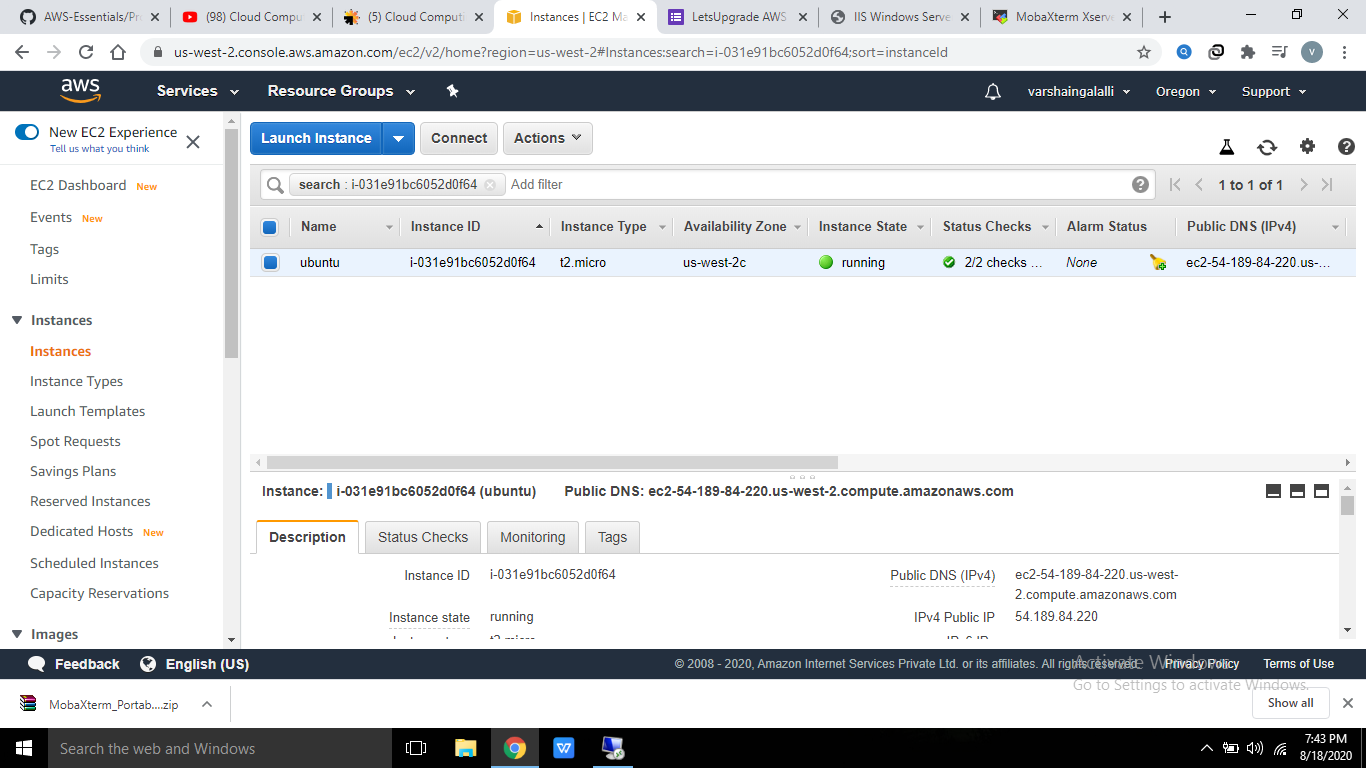 AWS-Essentials/Pr
(98) Cloud Compu
(5) Cloud Computi
Instances | EC2 Ma
LetsUpgrade AWS
IIS Windows Serve
MobaXterm Xserve
us-west-2.console.aws.amazon.com/ec2/v2/home?region=us-west-2#Instances:search=i-031e91bc6052d0f64;sort=instanceId
V
aws
Services
Resource Groups
varshaingalalli
Oregon
Support
New EC2 Experience
Tell us what you think
EC2 Dashboard New
Events New
Tags
Limits
Instances
Instances
Instance Types
Launch Templates
Spot Requests
Savings Plans
Reserved Instances
Dedicated Hosts New
Scheduled Instances
Capacity Reservations
Images
Launch Instance
Connect
Actions
search : i-031e91bc6052d0f64 Add filter
1 to 1 of 1
Name Instance ID Instance Type Availability Zone Instance State Status Checks Alarm Status Public DNS (IPv4)
ubuntu i-031e91bc6052d0f64 t2.micro us-west-2c running 2/2 checks ... None ec2-54-189-84-220.us-...
Instance: i-031e91bc6052d0f64 (ubuntu) Public DNS: ec2-54-189-84-220.us-west-2.compute.amazonaws.com
Description Status Checks Monitoring Tags
Instance ID i-031e91bc6052d0f64
Public DNS (IPv4) ec2-54-189-84-220.us-west-
2.compute.amazonaws.com
Instance state running
IPv4 Public IP 54.189.84.220
Feedback
English (US)
© 2008 - 2020, Amazon Internet Services Private Ltd. or its affiliates. All rights reserved.
Privacy Policy
Terms of Use
Activate Windows
Go to Settings to activate Windows.
MobaXterm_Portab....zip
Show all
Search the web and Windows
7:43 PM
8/18/2020